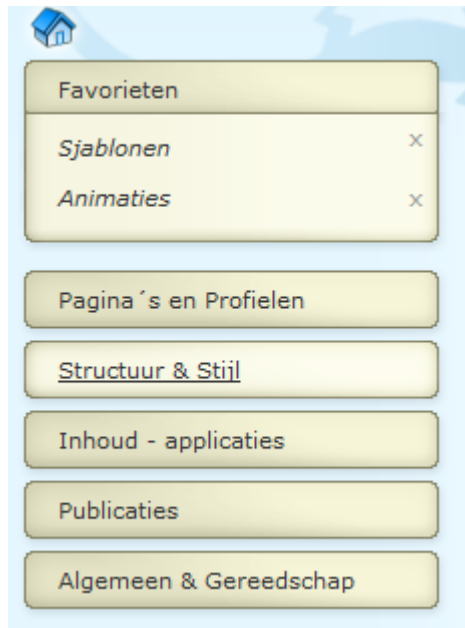 Favorieten
Sjablonen x
Animaties x
Pagina´s en Profielen
Structuur & Stijl
Inhoud - applicaties
Publicaties
Algemeen & Gereedschap